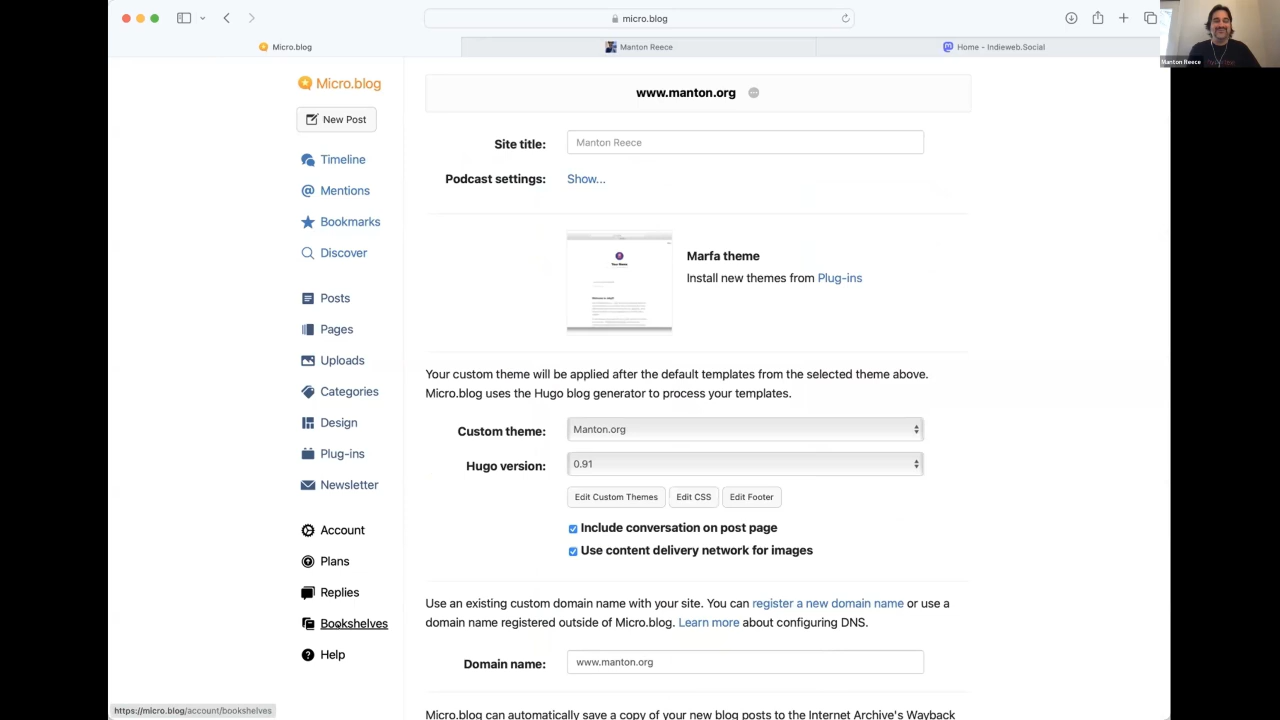 micro.blog
Micro.blog
Manton Reece
Home - Indieweb.Social
Manton Reece
Micro.blog
New Post
Timeline
Mentions
Bookmarks
Discover
Posts
Pages
Uploads
Categories
Design
Plug-ins
Newsletter
Account
Plans
Replies
Bookshelves
Help
www.manton.org
Site title:
Manton Reece
Podcast settings:
Show...
Marfa theme
Install new themes from Plug-ins
Your custom theme will be applied after the default templates from the selected theme above.
Micro.blog uses the Hugo blog generator to process your templates.
Custom theme:
Manton.org
Hugo version:
0.91
Edit Custom Themes
Edit CSS
Edit Footer
Include conversation on post page
Use content delivery network for images
Use an existing custom domain name with your site. You can register a new domain name or use a
domain name registered outside of Micro.blog. Learn more about configuring DNS.
Domain name:
www.manton.org
Micro.blog can automatically save a copy of your new blog posts to the Internet Archive's Wayback
https://micro.blog/account/bookshelves